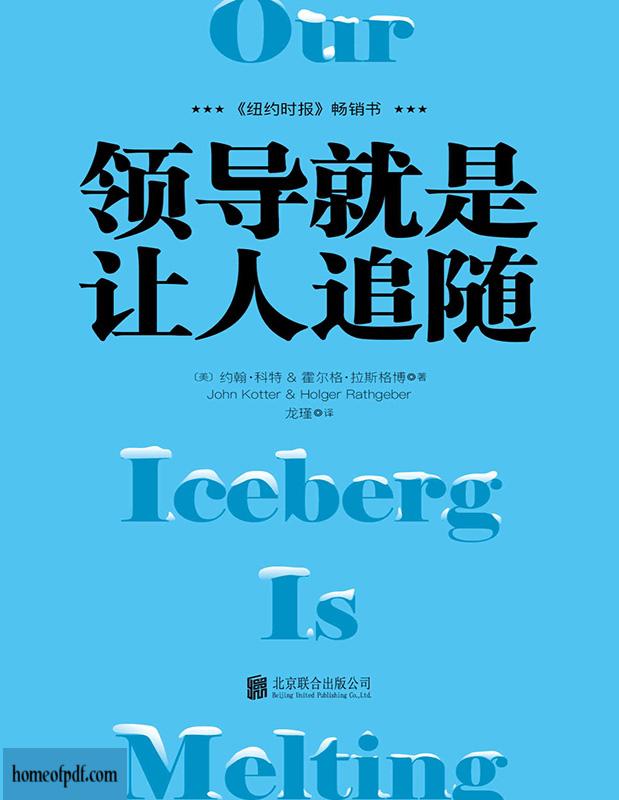 Our
★★★ 《纽约时报》畅销书 ★★★
领导就是
让人追随
〔美〕约翰·科特 & 霍尔格·拉斯格博◎著
John Kotter & Holger Rathgeber
龙瑾◎译
Iceberg
Is
北京联合出版公司
Beijing United Publishing Co.,Ltd.
Melting
homeofpdf.com